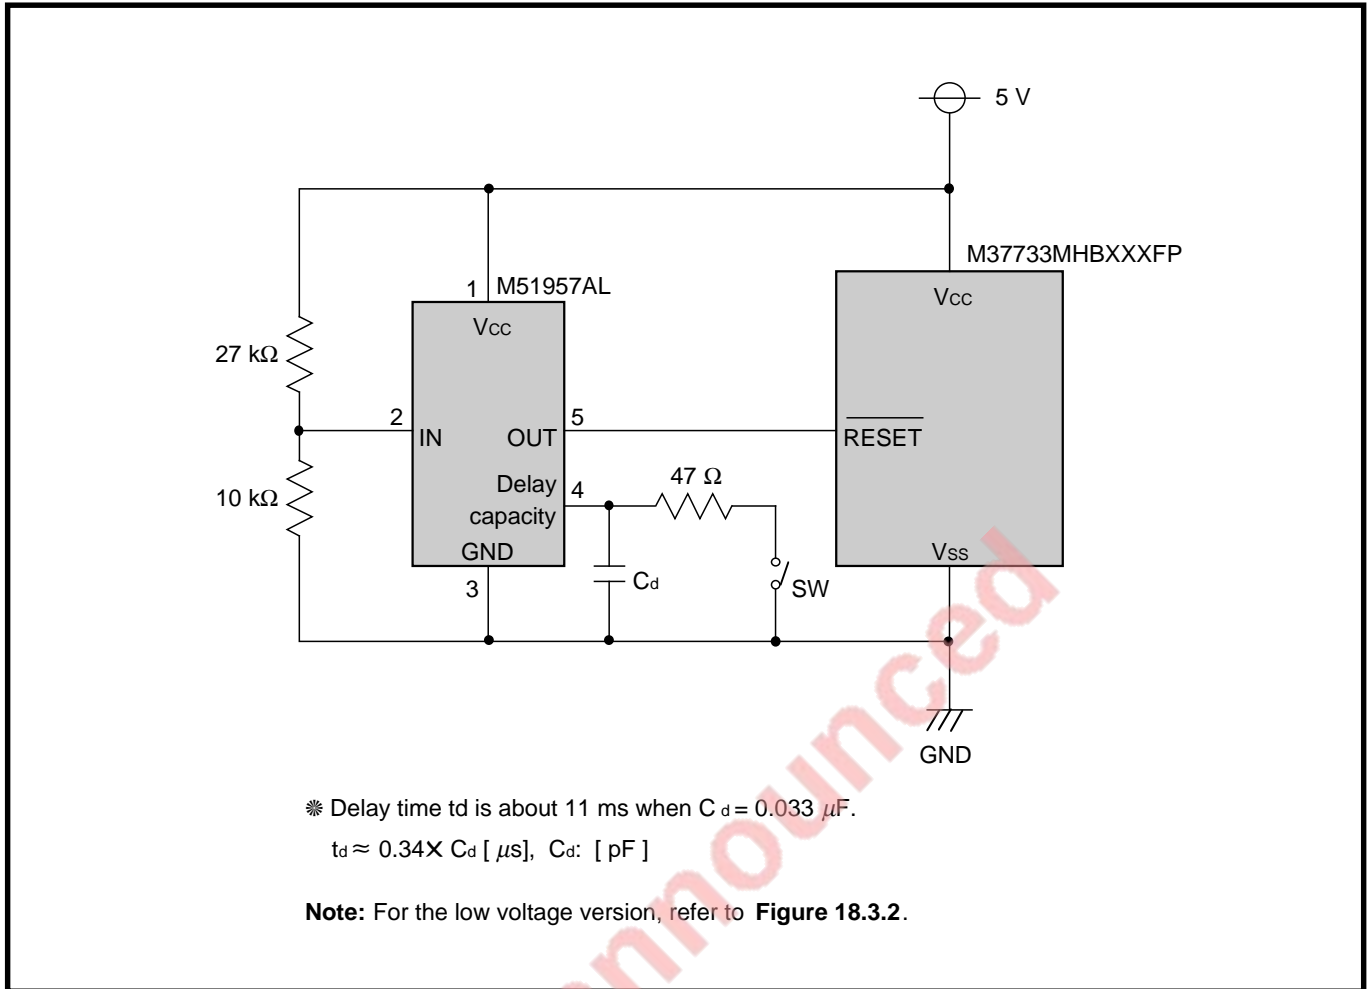 5 V
M37733MHBXXXFP
1 M51957AL
Vcc
Vcc
27 kΩ
2
5
IN
OUT
RESET
47 Ω
10 kΩ
Delay
capacity
4
GND
Vss
3
Cd
SW
GND
❊ Delay time td is about 11 ms when C d = 0.033 μF.
td ≈ 0.34✕ Cd [ μs], Cd: [ pF ]
Note: For the low voltage version, refer to Figure 18.3.2.
nnounced